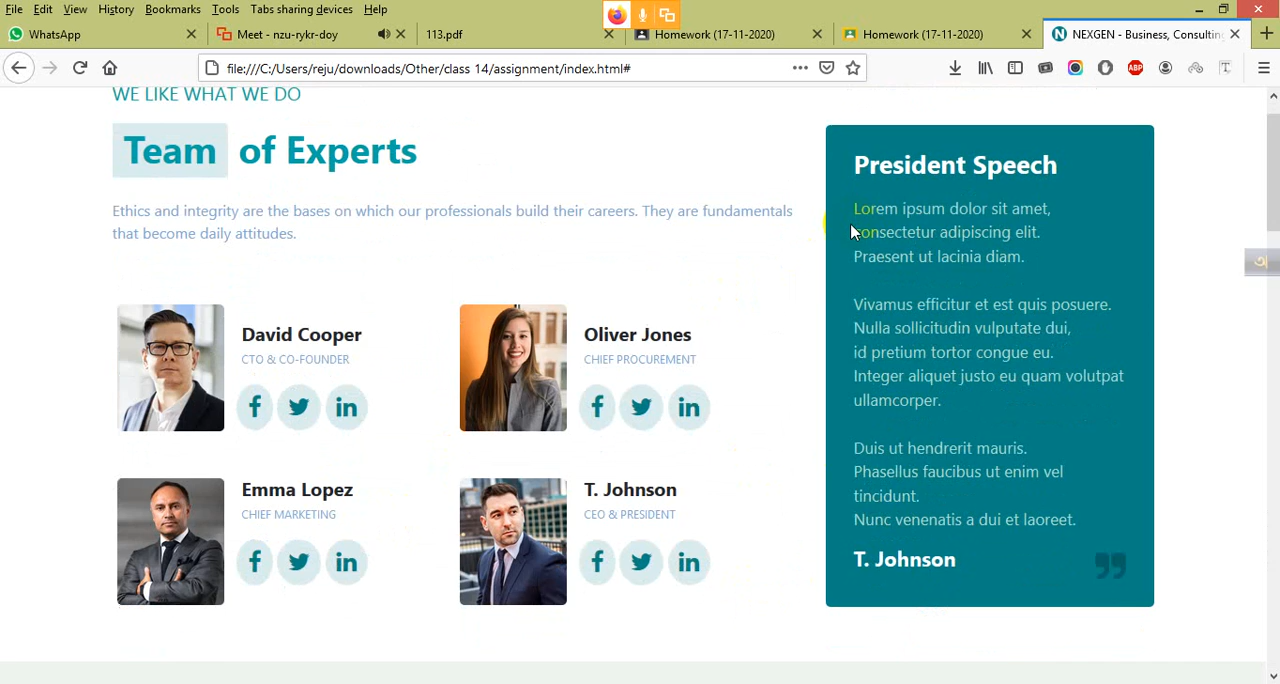 File Edit View History Bookmarks Tools Tabs sharing_devices Help
WhatsApp
Meet - nzu-rykr-doy
113.pdf
Homework (17-11-2020)
Homework (17-11-2020)
NEXGEN - Business, Consulting
file:///C:/Users/reju/downloads/Other/class 14/assignment/index.html#
ABP
WE LIKE WHAT WE DO
Team of Experts
Ethics and integrity are the bases on which our professionals build their careers. They are fundamentals
that become daily attitudes.
David Cooper
CTO & CO-FOUNDER
Oliver Jones
CHIEF PROCUREMENT
Emma Lopez
CHIEF MARKETING
T. Johnson
CEO & PRESIDENT
President Speech
Lorem ipsum dolor sit amet,
consectetur adipiscing elit.
Praesent ut lacinia diam.
Vivamus efficitur et est quis posuere.
Nulla sollicitudin vulputate dui,
id pretium tortor congue eu.
Integer aliquet justo eu quam volutpat
ullamcorper.
Duis ut hendrerit mauris.
Phasellus faucibus ut enim vel
tincidunt.
Nunc venenatis a dui et laoreet.
T. Johnson
অ